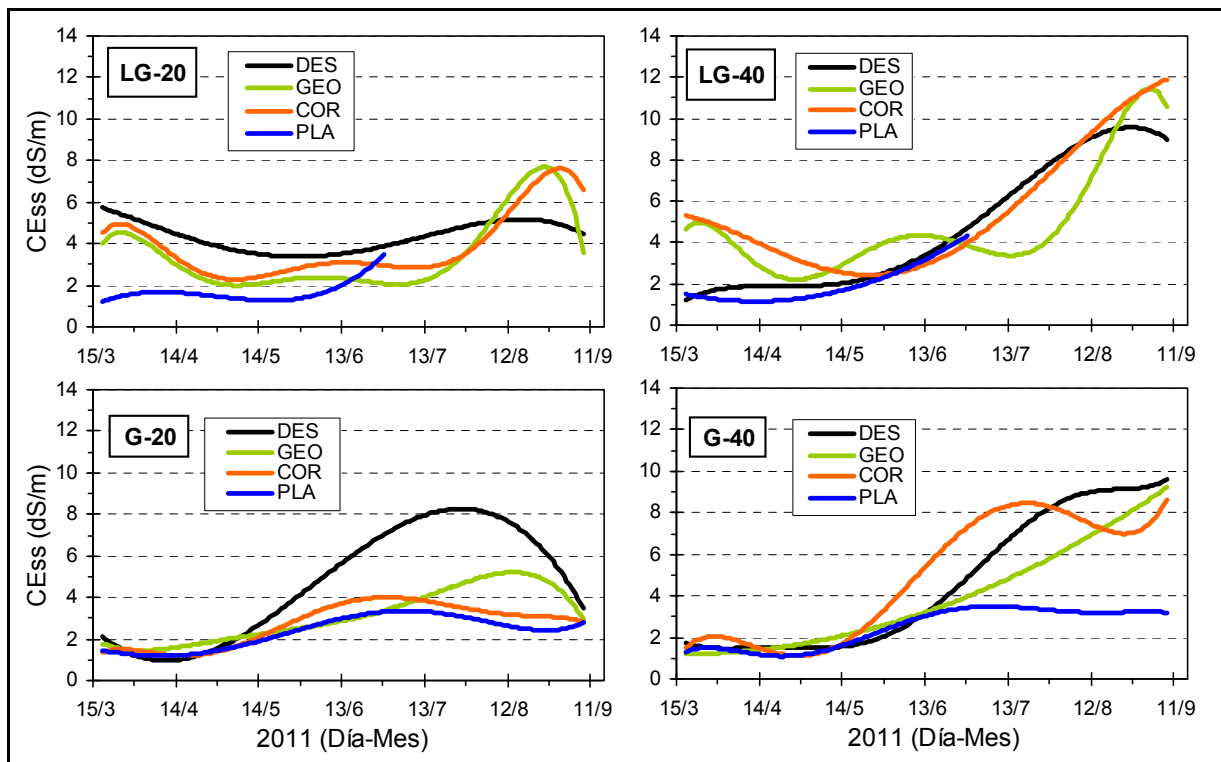 LG-20
DES
GEO
COR
PLA
CEss (dS/m)
14
12
10
8
6
4
2
0
15/3 14/4 14/5 13/6 13/7 12/8 11/9
LG-40
DES
GEO
COR
PLA
14
12
10
8
6
4
2
0
15/3 14/4 14/5 13/6 13/7 12/8 11/9
G-20
DES
GEO
COR
PLA
CEss (dS/m)
14
12
10
8
6
4
2
0
15/3 14/4 14/5 13/6 13/7 12/8 11/9
2011 (Día-Mes)
G-40
DES
GEO
COR
PLA
14
12
10
8
6
4
2
0
15/3 14/4 14/5 13/6 13/7 12/8 11/9
2011 (Día-Mes)